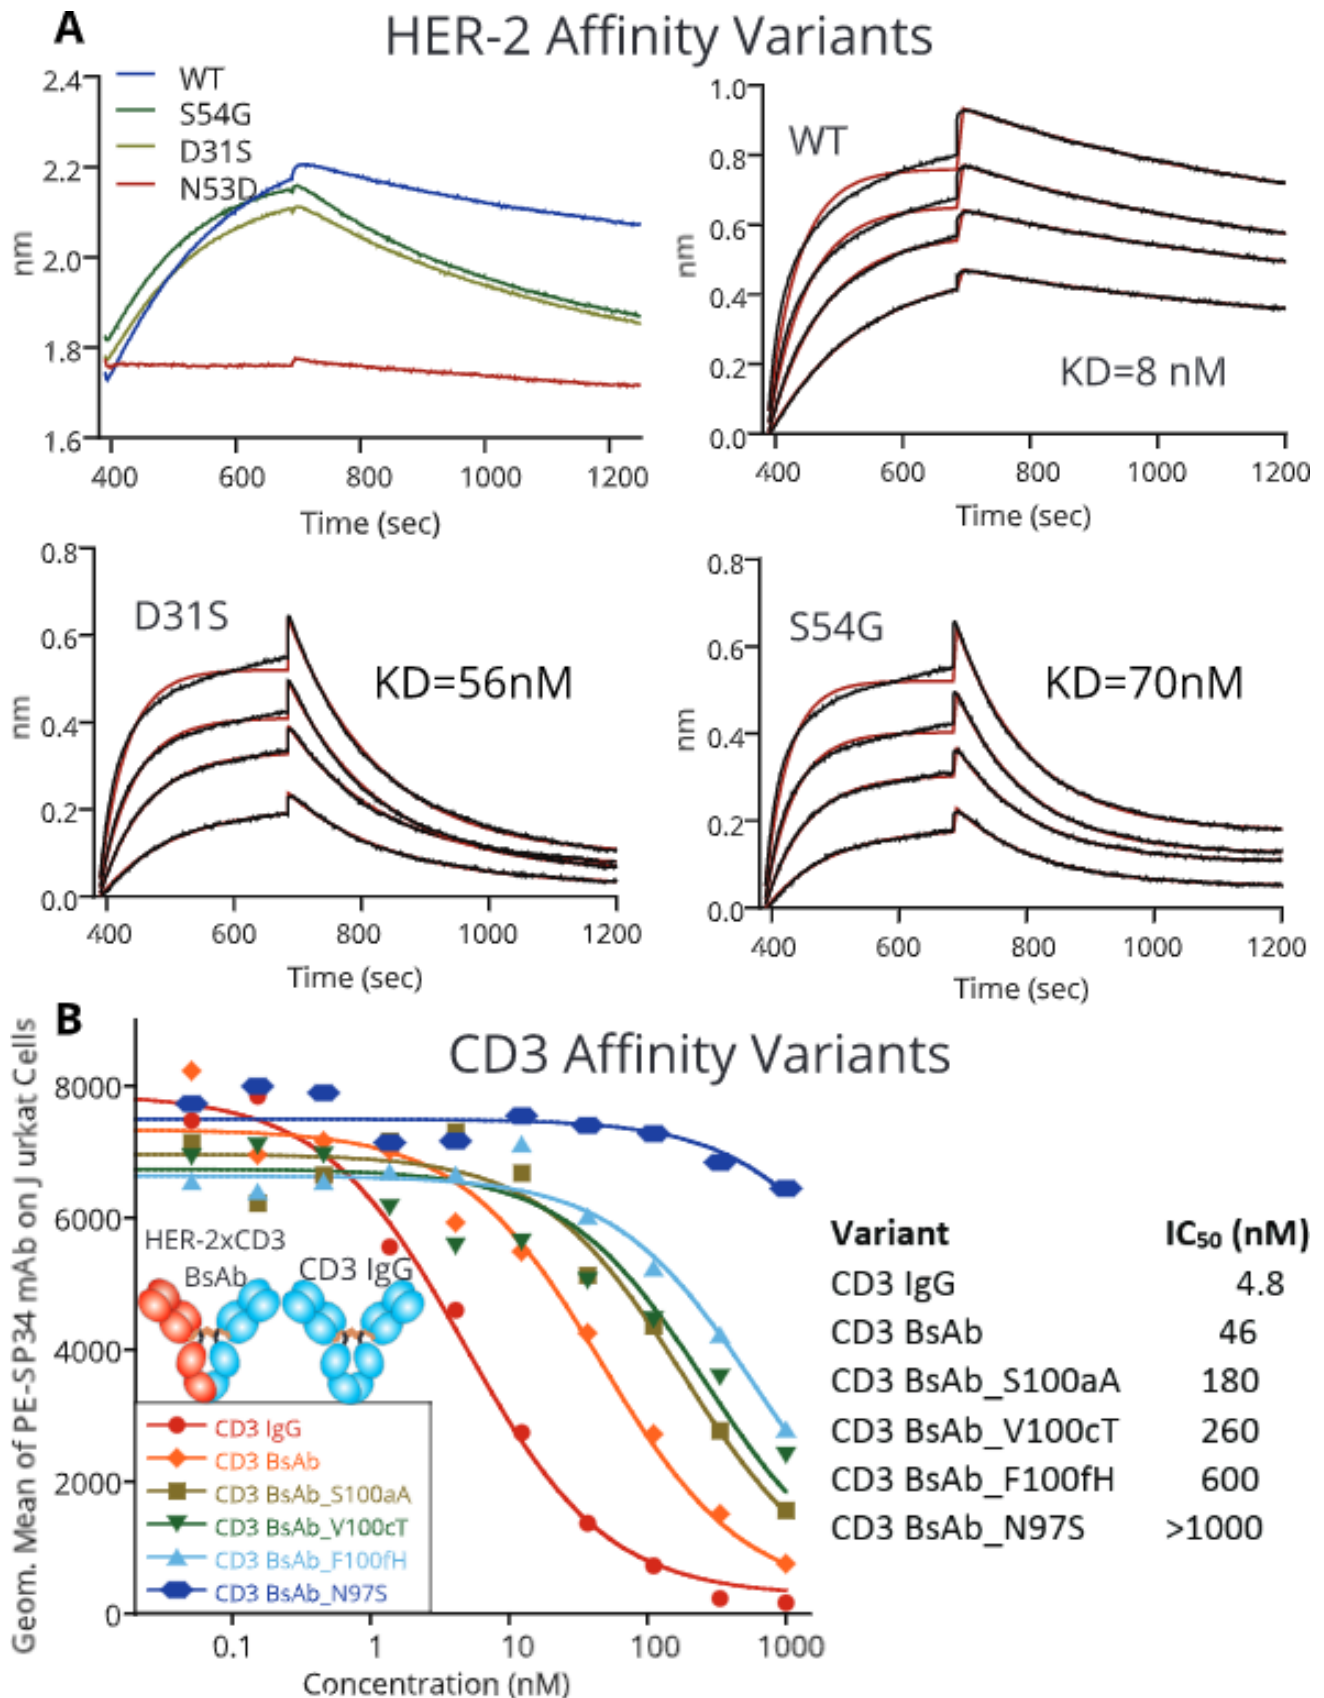 A
HER-2 Affinity Variants
2.4
2.2
2.0
1.8
1.6
nm
WT
S54G
D31S
N53D
400 600 800 1000 1200
Time (sec)
1.0
0.8
0.6
0.4
0.2
0.0
nm
WT
KD=8 nM
400 600 800 1000 1200
Time (sec)
0.8
0.6
0.4
0.2
0.0
nm
D31S
KD=56nM
400 600 800 1000 1200
Time (sec)
0.8
0.6
0.4
0.2
0.0
nm
S54G
KD=70nM
400 600 800 1000 1200
Time (sec)
B
CD3 Affinity Variants
Geom. Mean of PE-SP34 mAb on J urkat Cells
8000
6000
4000
2000
0
HER-2xCD3
BsAb
CD3 IgG
CD3 IgG
CD3 BsAb
CD3 BsAb_S100aA
CD3 BsAb_V100cT
CD3 BsAb_F100fH
CD3 BsAb_N97S
0.1 1 10 100 1000
Concentration (nM)
Variant IC₅₀ (nM)
CD3 IgG 4.8
CD3 BsAb 46
CD3 BsAb_S100aA 180
CD3 BsAb_V100cT 260
CD3 BsAb_F100fH 600
CD3 BsAb_N97S >1000